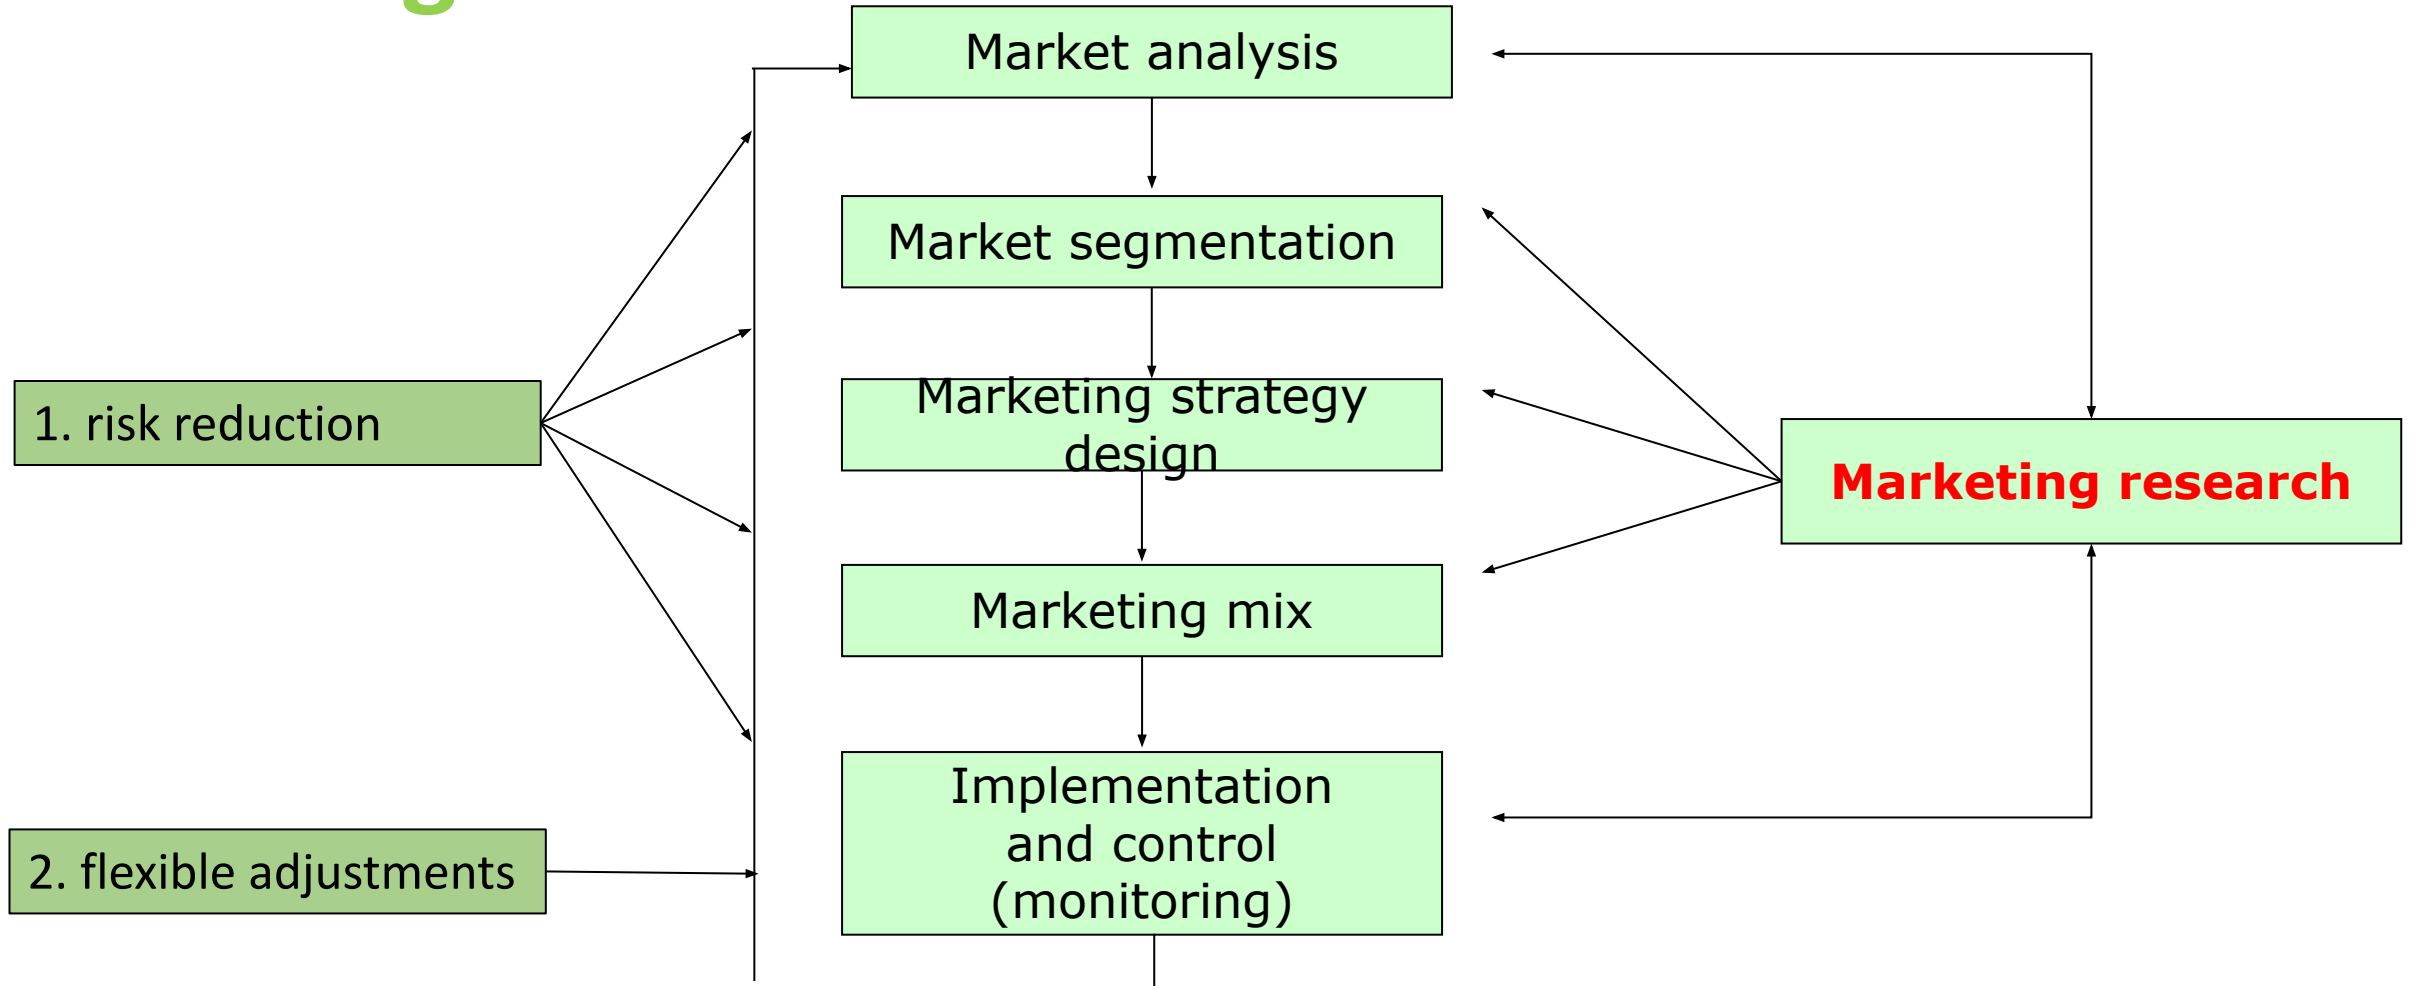 Market analysis
Market segmentation
Marketing strategy
design
1. risk reduction
Marketing research
Marketing mix
Implementation
and control
(monitoring)
2. flexible adjustments